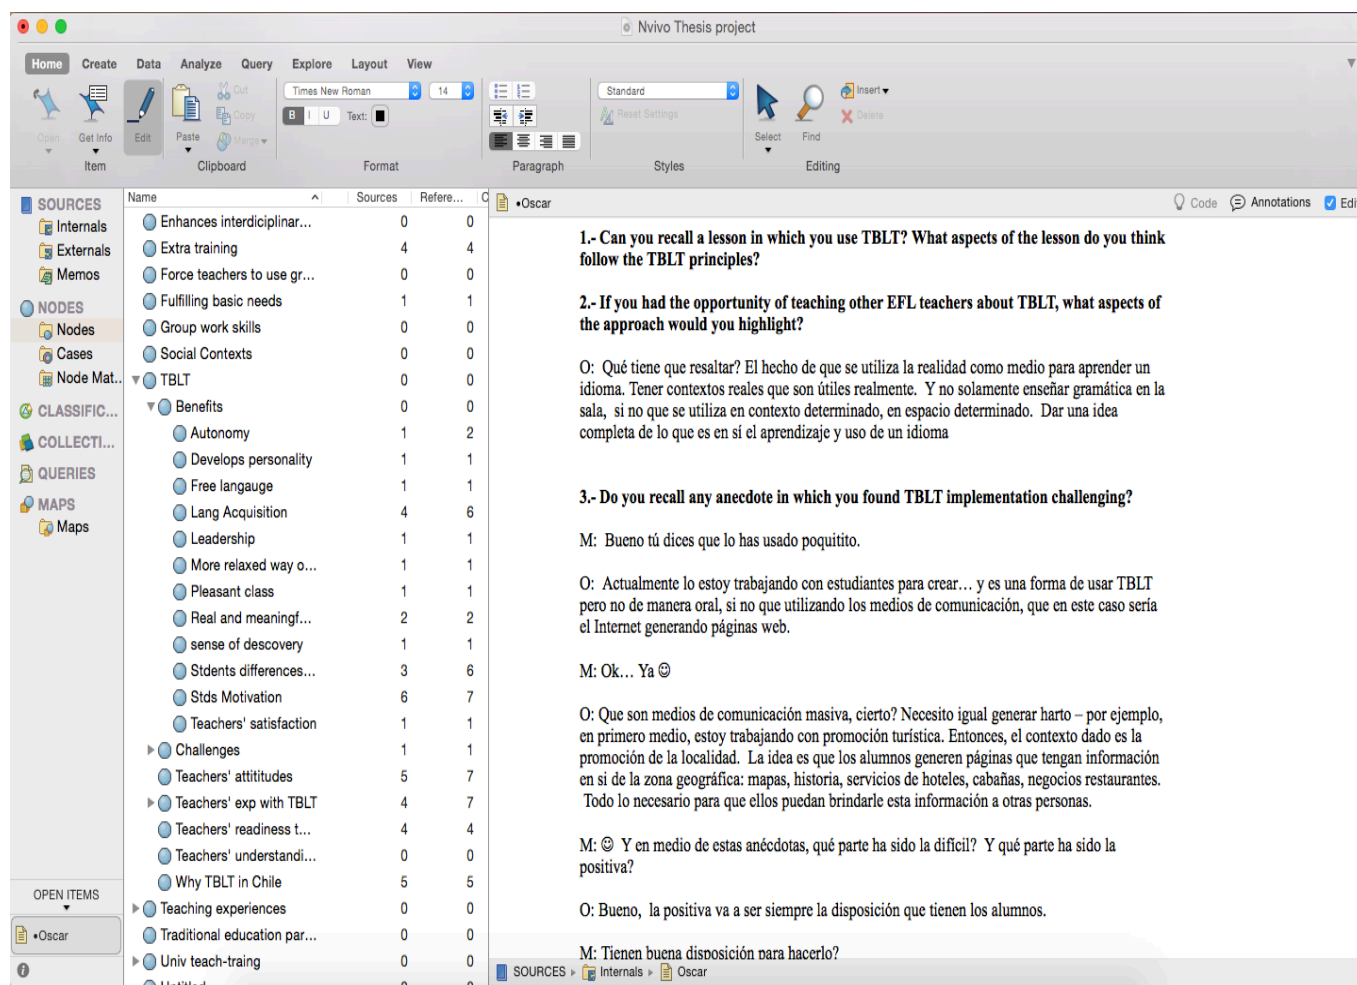 Nvivo Thesis project
Home Create Data Analyze Query Explore Layout View
Open Get Info Edit Paste Cut Copy Merge Times New Roman 14 B I U Text: Standard Reset Settings Select Find Insert Delete
Item Clipboard Format Paragraph Styles Editing
SOURCES
Internals
Externals
Memos
NODES
Nodes
Cases
Node Mat..
CLASSIFIC...
COLLECTI...
QUERIES
MAPS
Maps
OPEN ITEMS
•Oscar
Name Sources Refere... C
Enhances interdiciplinar... 0 0
Extra training 4 4
Force teachers to use gr... 0 0
Fulfilling basic needs 1 1
Group work skills 0 0
Social Contexts 0 0
TBLT 0 0
Benefits 0 0
Autonomy 1 2
Develops personality 1 1
Free langauge 1 1
Lang Acquisition 4 6
Leadership 1 1
More relaxed way o... 1 1
Pleasant class 1 1
Real and meaningf... 2 2
sense of descovery 1 1
Stdents differences... 3 6
Stds Motivation 6 7
Teachers' satisfaction 1 1
Challenges 1 1
Teachers' attititudes 5 7
Teachers' exp with TBLT 4 7
Teachers' readiness t... 4 4
Teachers' understandi... 0 0
Why TBLT in Chile 5 5
Teaching experiences 0 0
Traditional education par... 0 0
Univ teach-traing 0 0
•Oscar Code Annotations Edi
1.- Can you recall a lesson in which you use TBLT? What aspects of the lesson do you think
follow the TBLT principles?
2.- If you had the opportunity of teaching other EFL teachers about TBLT, what aspects of
the approach would you highlight?
O: Qué tiene que resaltar? El hecho de que se utiliza la realidad como medio para aprender un
idioma. Tener contextos reales que son útiles realmente. Y no solamente enseñar gramática en la
sala, si no que se utiliza en contexto determinado, en espacio determinado. Dar una idea
completa de lo que es en sí el aprendizaje y uso de un idioma
3.- Do you recall any anecdote in which you found TBLT implementation challenging?
M: Bueno tú dices que lo has usado poquitito.
O: Actualmente lo estoy trabajando con estudiantes para crear… y es una forma de usar TBLT
pero no de manera oral, si no que utilizando los medios de comunicación, que en este caso sería
el Internet generando páginas web.
M: Ok… Ya ☺
O: Que son medios de comunicación masiva, cierto? Necesito igual generar harto – por ejemplo,
en primero medio, estoy trabajando con promoción turística. Entonces, el contexto dado es la
promoción de la localidad. La idea es que los alumnos generen páginas que tengan información
en si de la zona geográfica: mapas, historia, servicios de hoteles, cabañas, negocios restaurantes.
Todo lo necesario para que ellos puedan brindarle esta información a otras personas.
M: ☺ Y en medio de estas anécdotas, qué parte ha sido la difícil? Y qué parte ha sido la
positiva?
O: Bueno, la positiva va a ser siempre la disposición que tienen los alumnos.
M: Tienen buena disposición para hacerlo?
SOURCES Internals Oscar